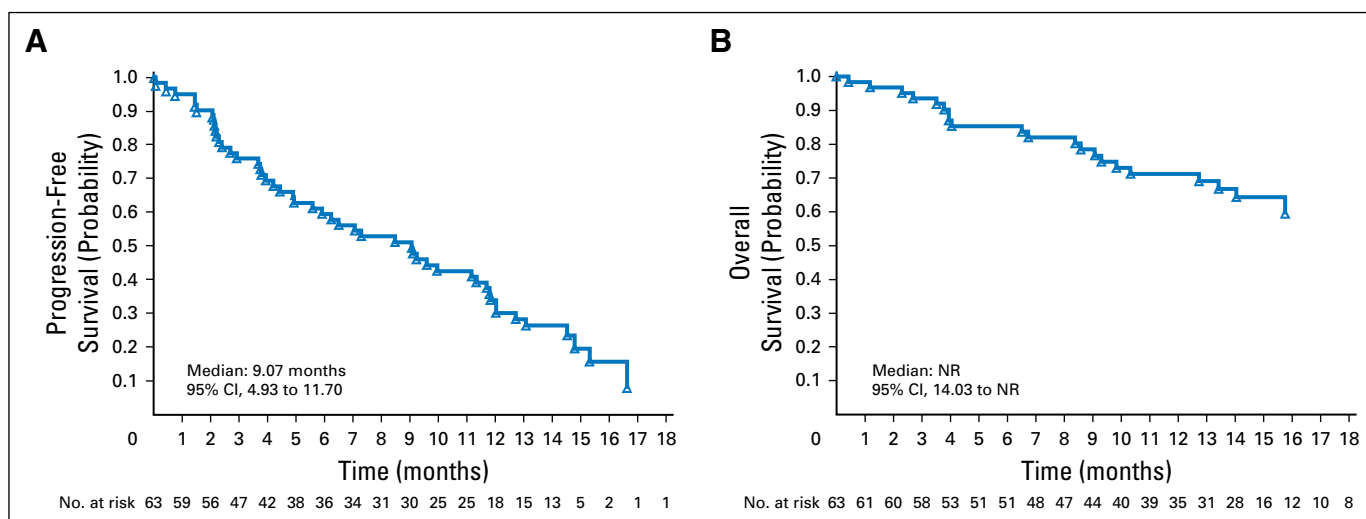 A
Progression-Free
Survival (Probability)
1.0
0.9
0.8
0.7
0.6
0.5
0.4
0.3
0.2
0.1
0
Median: 9.07 months
95% CI, 4.93 to 11.70
1 2 3 4 5 6 7 8 9 10 11 12 13 14 15 16 17 18
Time (months)
No. at risk 63 59 56 47 42 38 36 34 31 30 25 25 18 15 13 5 2 1 1
B
Overall
Survival (Probability)
1.0
0.9
0.8
0.7
0.6
0.5
0.4
0.3
0.2
0.1
0
Median: NR
95% CI, 14.03 to NR
1 2 3 4 5 6 7 8 9 10 11 12 13 14 15 16 17 18
Time (months)
No. at risk 63 61 60 58 53 51 51 48 47 44 40 39 35 31 28 16 12 10 8